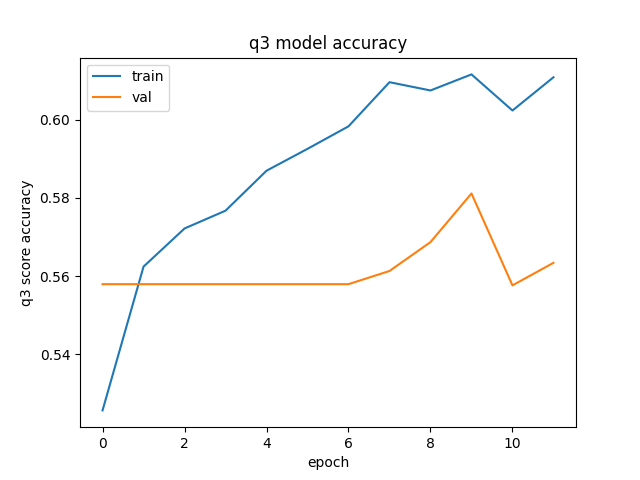 q3 model accuracy
train
val
q3 score accuracy
0.60
0.58
0.56
0.54
0 2 4 6 8 10
epoch